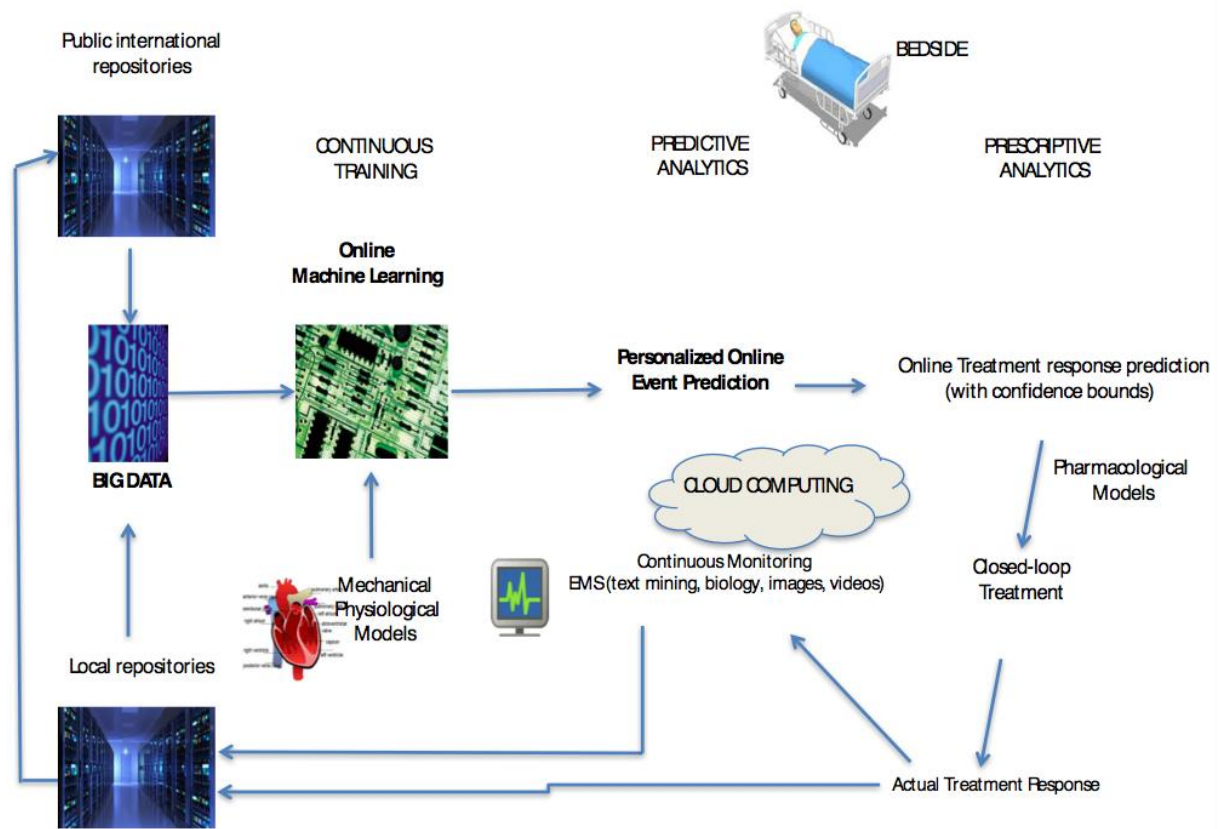 Public international
repositories
BEDSIDE
CONTINUOUS
TRAINING
PREDICTIVE
ANALYTICS
PRESCRIPTIVE
ANALYTICS
Online
Machine Learning
Personalized Online
Event Prediction
Online Treatment response prediction
(with confidence bounds)
BIG DATA
CLOUD COMPUTING
Pharmacological
Models
Continuous Monitoring
EMS (text mining, biology, images, videos)
Closed-loop
Treatment
Mechanical
Physiological
Models
Local repositories
Actual Treatment Response